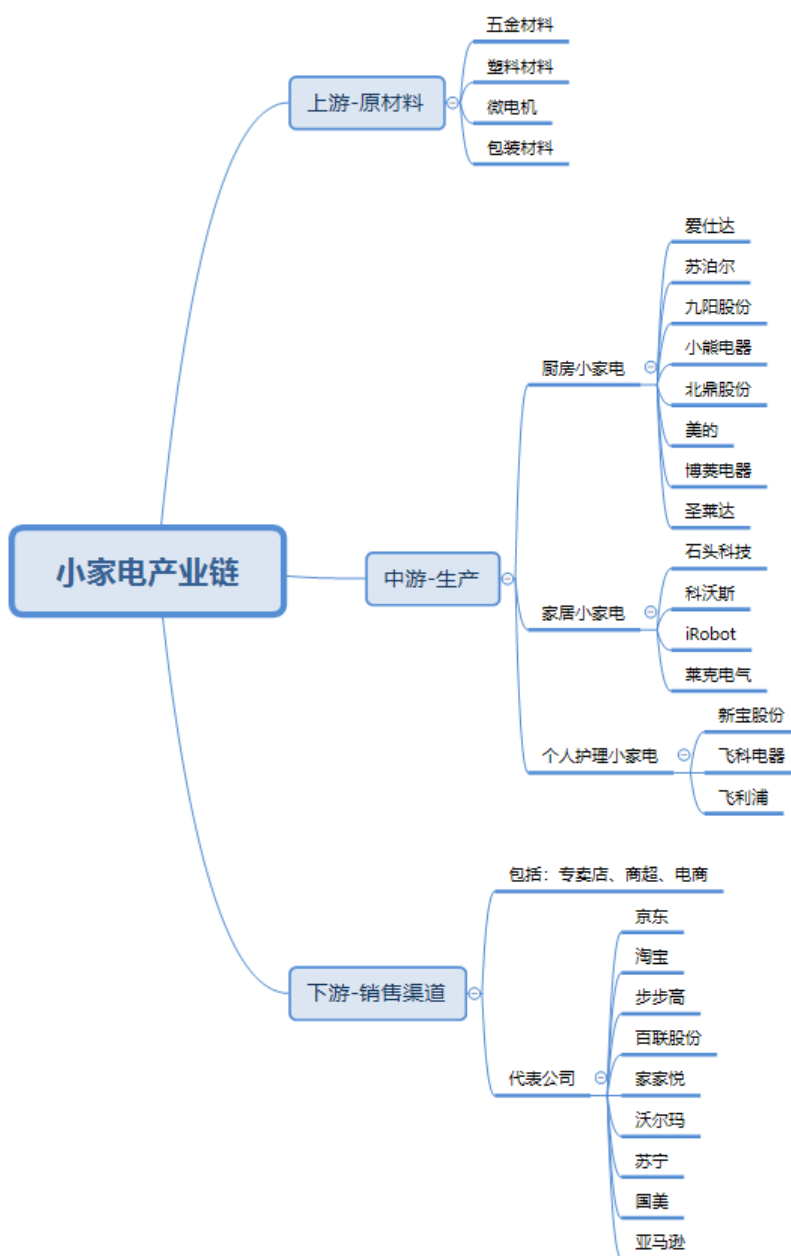 小家电产业链
上游-原材料
五金材料
塑料材料
微电机
包装材料
中游-生产
厨房小家电
爱仕达
苏泊尔
九阳股份
小熊电器
北鼎股份
美的
博菱电器
圣莱达
家居小家电
石头科技
科沃斯
iRobot
莱克电气
个人护理小家电
新宝股份
飞科电器
飞利浦
下游-销售渠道
包括：专卖店、商超、电商
代表公司
京东
淘宝
步步高
百联股份
家家悦
沃尔玛
苏宁
国美
亚马逊